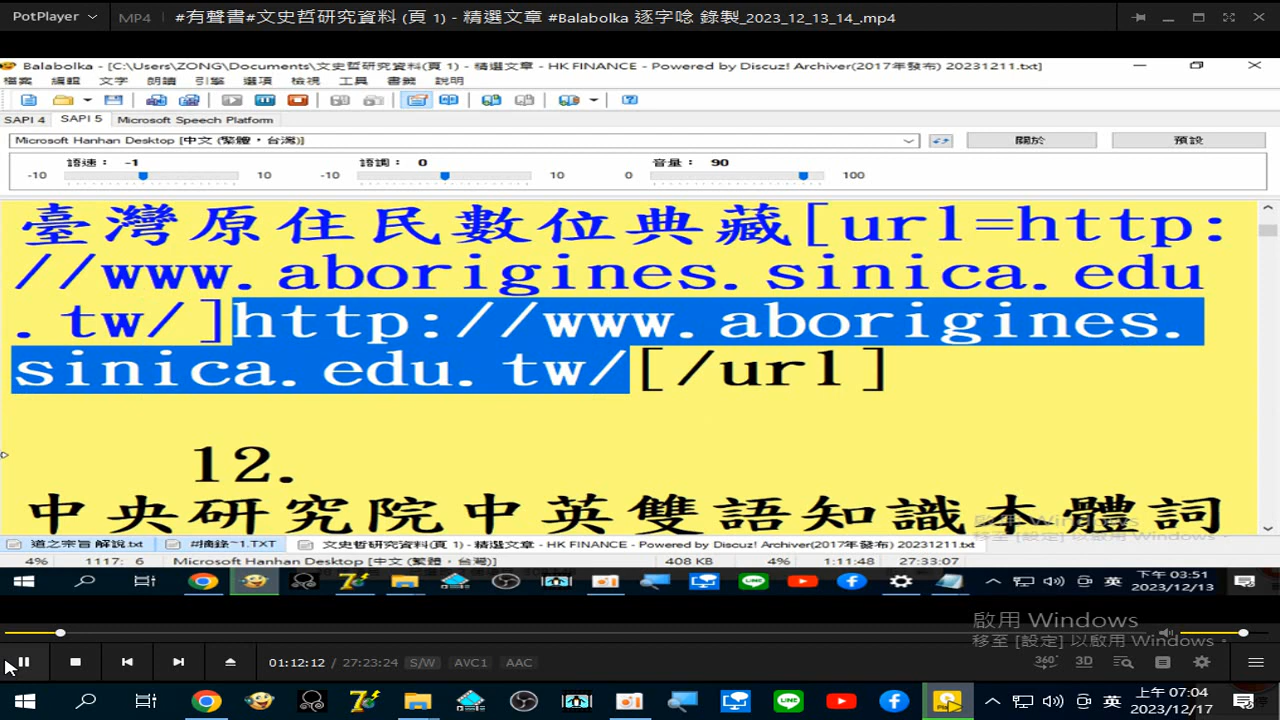 PotPlayer
MP4
#有聲書#文史哲研究資料 (頁 1) - 精選文章 #Balabolka 逐字唸 錄製_2023_12_13_14_.mp4
Balabolka - [C:\Users\ZONG\Documents\文史哲研究資料(頁 1) - 精選文章 - HK FINANCE - Powered by Discuz! Archiver(2017年發布) 20231211.txt]
檔案 編輯 文字 朗讀 引擎 選項 檢視 工具 書籤 說明
SAPI 4 SAPI 5 Microsoft Speech Platform
Microsoft Hanhan Desktop [中文 (繁體，台灣)]
關於 預設
語速： -1 語調： 0 音量： 90
-10 10 -10 10 0 100
臺灣原住民數位典藏[url=http:
//www.aborigines.sinica.edu
.tw/]http://www.aborigines.
sinica.edu.tw/[/url]
12.
中央研究院中英雙語知識本體詞
啟用 Windows
移至 [設定] 以啟用 Windows。
道之宗旨 解說.txt #摘錄~1.TXT 文史哲研究資料(頁 1) - 精選文章 - HK FINANCE - Powered by Discuz! Archiver(2017年發布) 20231211.txt
4% 1117: 6 Microsoft Hanhan Desktop [中文 (繁體，台灣)] 408 KB 4% 1:11:48 27:33:07
英 下午 03:51
2023/12/13
啟用 Windows
移至 [設定] 以啟用 Windows。
01:12:12 / 27:23:24 S/W AVC1 AAC
360° 3D
英 上午 07:04
2023/12/17